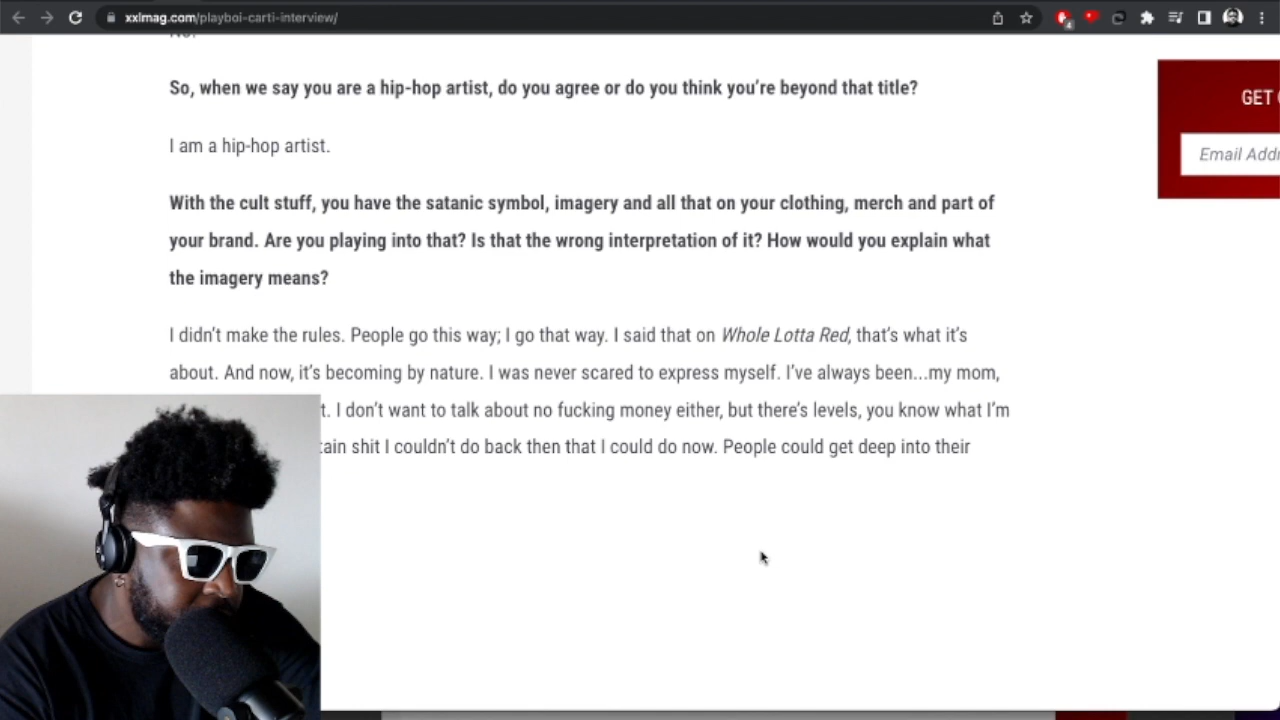 xxlmag.com/playboi-carti-interview/
4
So, when we say you are a hip-hop artist, do you agree or do you think you're beyond that title?
GET
I am a hip-hop artist.
Email Addr
With the cult stuff, you have the satanic symbol, imagery and all that on your clothing, merch and part of
your brand. Are you playing into that? Is that the wrong interpretation of it? How would you explain what
the imagery means?
I didn't make the rules. People go this way; I go that way. I said that on Whole Lotta Red, that's what it's
about. And now, it's becoming by nature. I was never scared to express myself. I've always been...my mom,
t. I don't want to talk about no fucking money either, but there's levels, you know what I'm
tain shit I couldn't do back then that I could do now. People could get deep into their